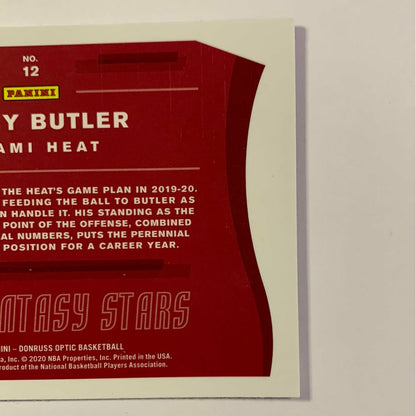 NO.
12
PANINI
Y BUTLER
AMI HEAT
THE HEAT'S GAME PLAN IN 2019-20.
FEEDING THE BALL TO BUTLER AS
N HANDLE IT. HIS STANDING AS THE
POINT OF THE OFFENSE, COMBINED
AL NUMBERS, PUTS THE PERENNIAL
POSITION FOR A CAREER YEAR.
NTASY STARS
INI – DONRUSS OPTIC BASKETBALL
a, Inc. © 2020 NBA Properties, Inc. Printed in the USA.
roduct of the National Basketball Players Association.